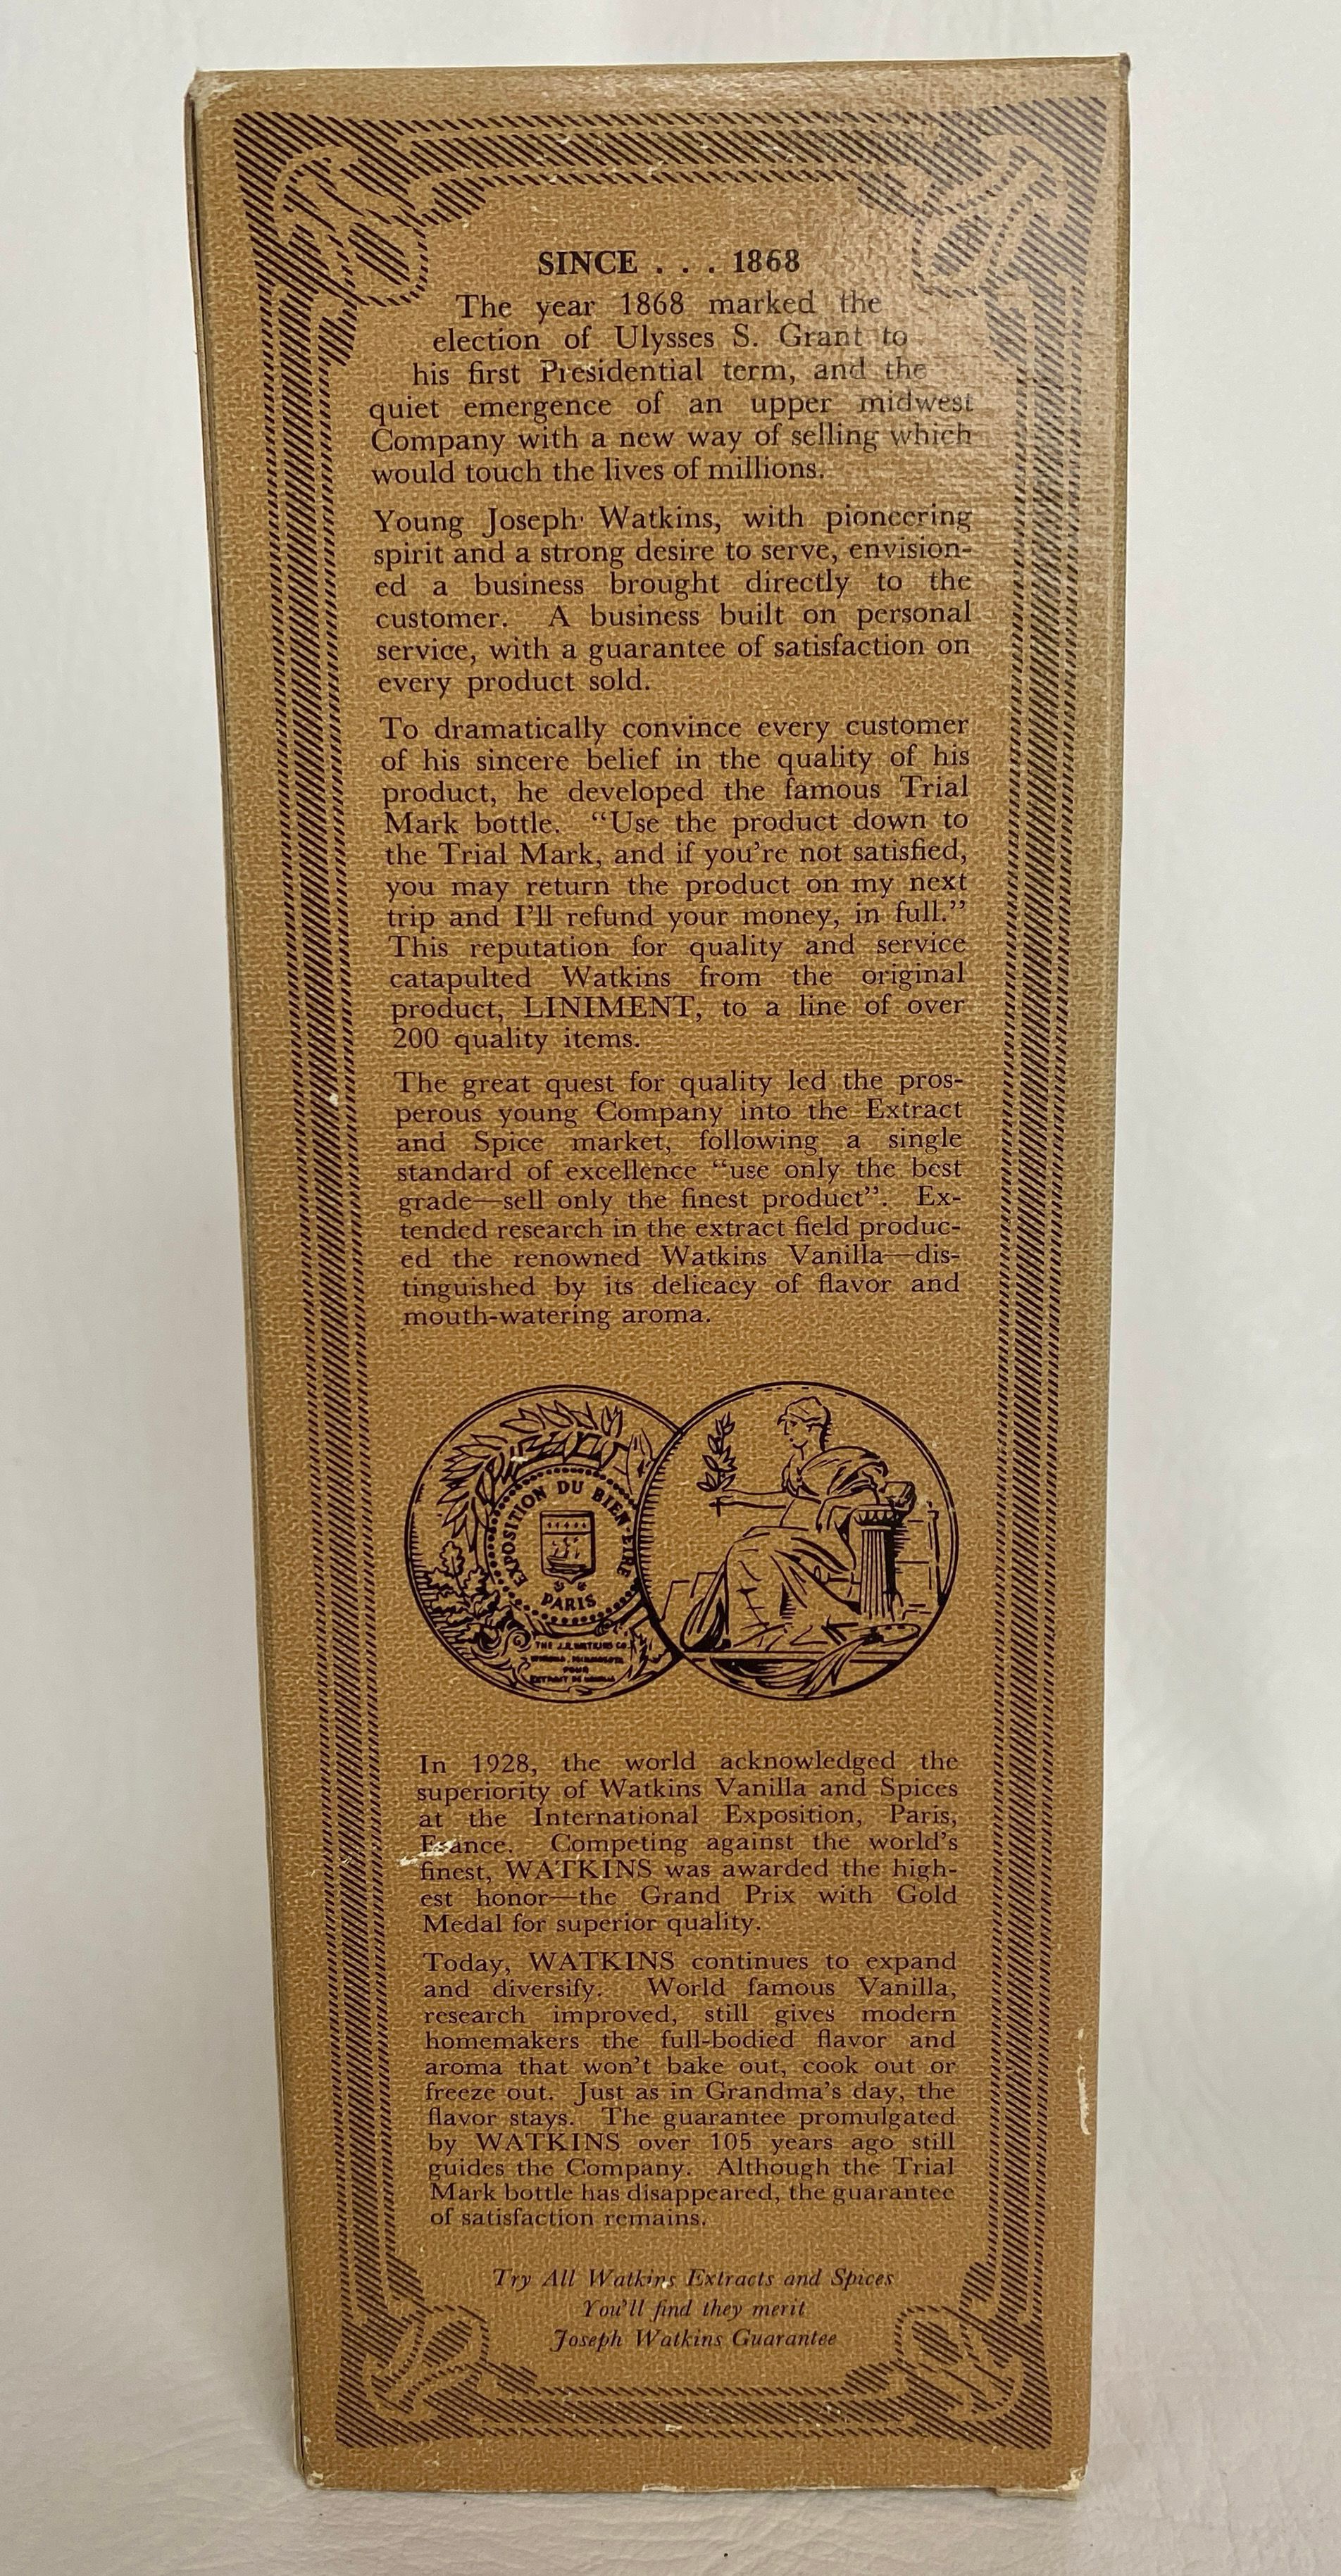 SINCE . . . 1868
The year 1868 marked the
election of Ulysses S. Grant to
his first Presidential term, and the
quiet emergence of an upper midwest
Company with a new way of selling which
would touch the lives of millions.
Young Joseph Watkins, with pioneering
spirit and a strong desire to serve, envision-
ed a business brought directly to the
customer. A business built on personal
service, with a guarantee of satisfaction on
every product sold.
To dramatically convince every customer
of his sincere belief in the quality of his
product, he developed the famous Trial
Mark bottle. “Use the product down to
the Trial Mark, and if you’re not satisfied,
you may return the product on my next
trip and I’ll refund your money, in full.”
This reputation for quality and service
catapulted Watkins from the original
product, LINIMENT, to a line of over
200 quality items.
The great quest for quality led the pros-
perous young Company into the Extract
and Spice market, following a single
standard of excellence “use only the best
grade—sell only the finest product”. Ex-
tended research in the extract field produc-
ed the renowned Watkins Vanilla—dis-
tinguished by its delicacy of flavor and
mouth-watering aroma.
EXPOSITION DU BIEN-ETRE
PARIS
THE J.R. WATKINS CO.
WINONA, MINNESOTA
POUR
EXTRAIT DE VANILLA
In 1928, the world acknowledged the
superiority of Watkins Vanilla and Spices
at the International Exposition, Paris,
France. Competing against the world’s
finest, WATKINS was awarded the high-
est honor—the Grand Prix with Gold
Medal for superior quality.
Today, WATKINS continues to expand
and diversify. World famous Vanilla,
research improved, still gives modern
homemakers the full-bodied flavor and
aroma that won’t bake out, cook out or
freeze out. Just as in Grandma’s day, the
flavor stays. The guarantee promulgated
by WATKINS over 105 years ago still
guides the Company. Although the Trial
Mark bottle has disappeared, the guarantee
of satisfaction remains.
Try All Watkins Extracts and Spices
You’ll find they merit
Joseph Watkins Guarantee